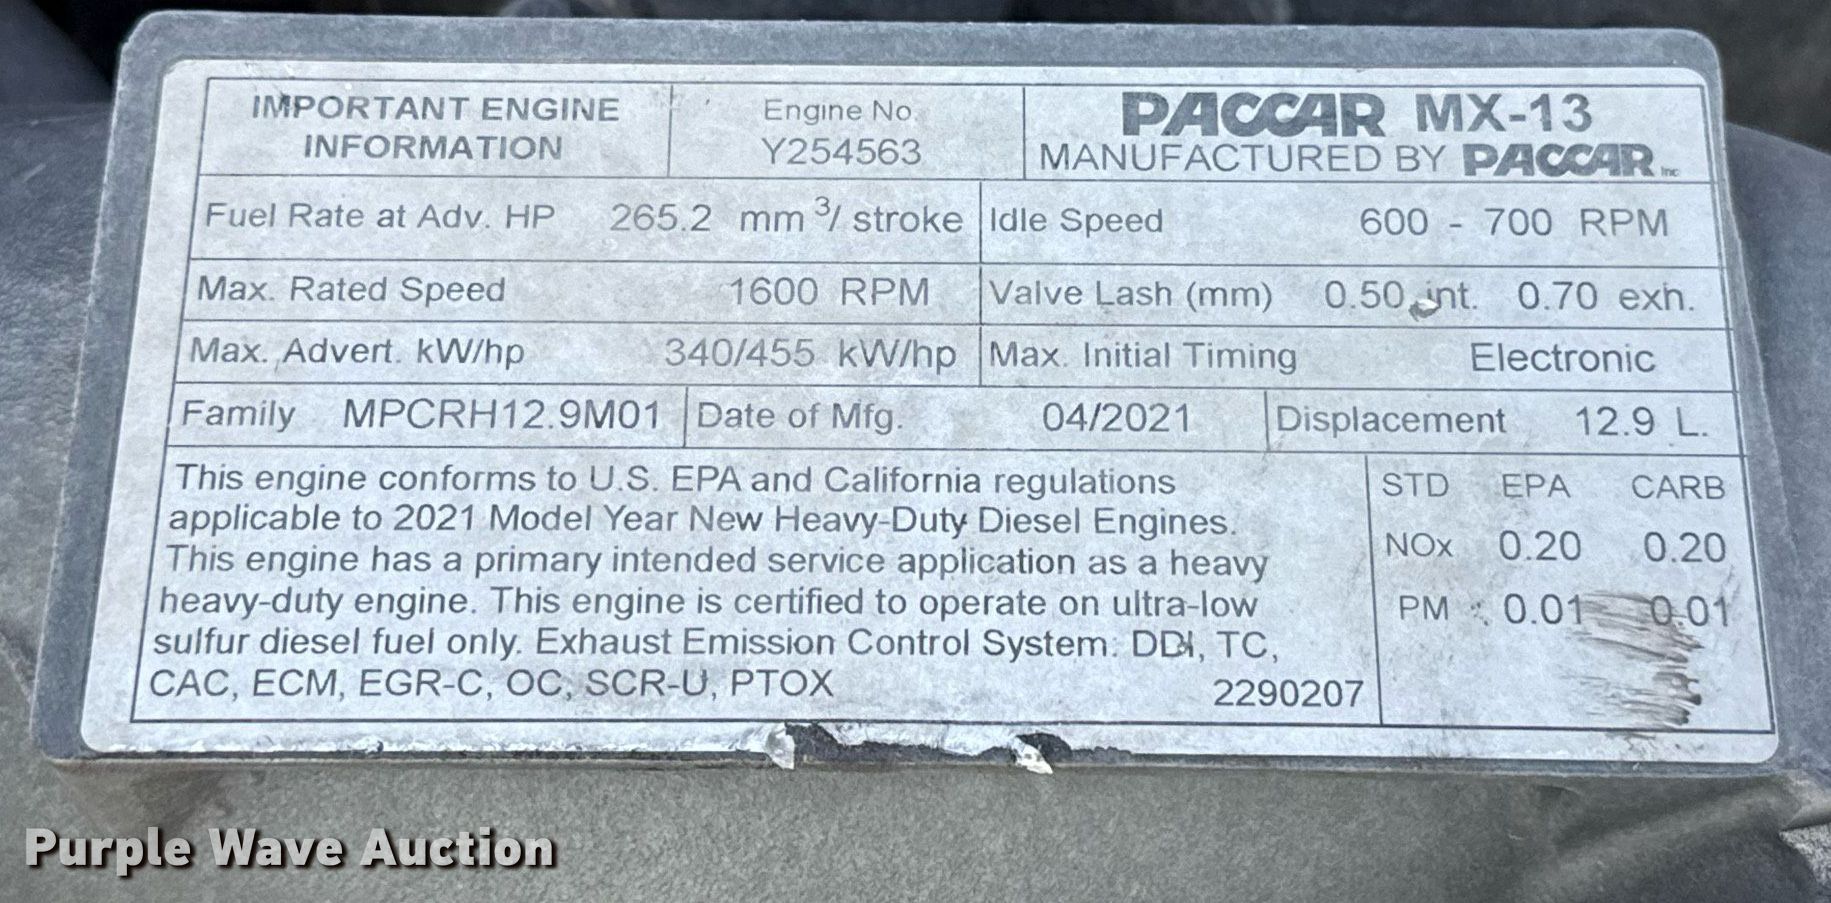 IMPORTANT ENGINE
INFORMATION
Engine No.
Y254563
PACCAR MX-13
MANUFACTURED BY PACCAR Inc
Fuel Rate at Adv. HP 265.2 mm ³/ stroke
Idle Speed 600 - 700 RPM
Max. Rated Speed 1600 RPM
Valve Lash (mm) 0.50 int. 0.70 exh.
Max. Advert. kW/hp 340/455 kW/hp
Max. Initial Timing Electronic
Family MPCRH12.9M01
Date of Mfg. 04/2021
Displacement 12.9 L.
This engine conforms to U.S. EPA and California regulations
applicable to 2021 Model Year New Heavy-Duty Diesel Engines.
This engine has a primary intended service application as a heavy
heavy-duty engine. This engine is certified to operate on ultra-low
sulfur diesel fuel only. Exhaust Emission Control System: DDI, TC,
CAC, ECM, EGR-C, OC, SCR-U, PTOX
2290207
STD EPA CARB
NOx 0.20 0.20
PM 0.01 0.01
Purple Wave Auction